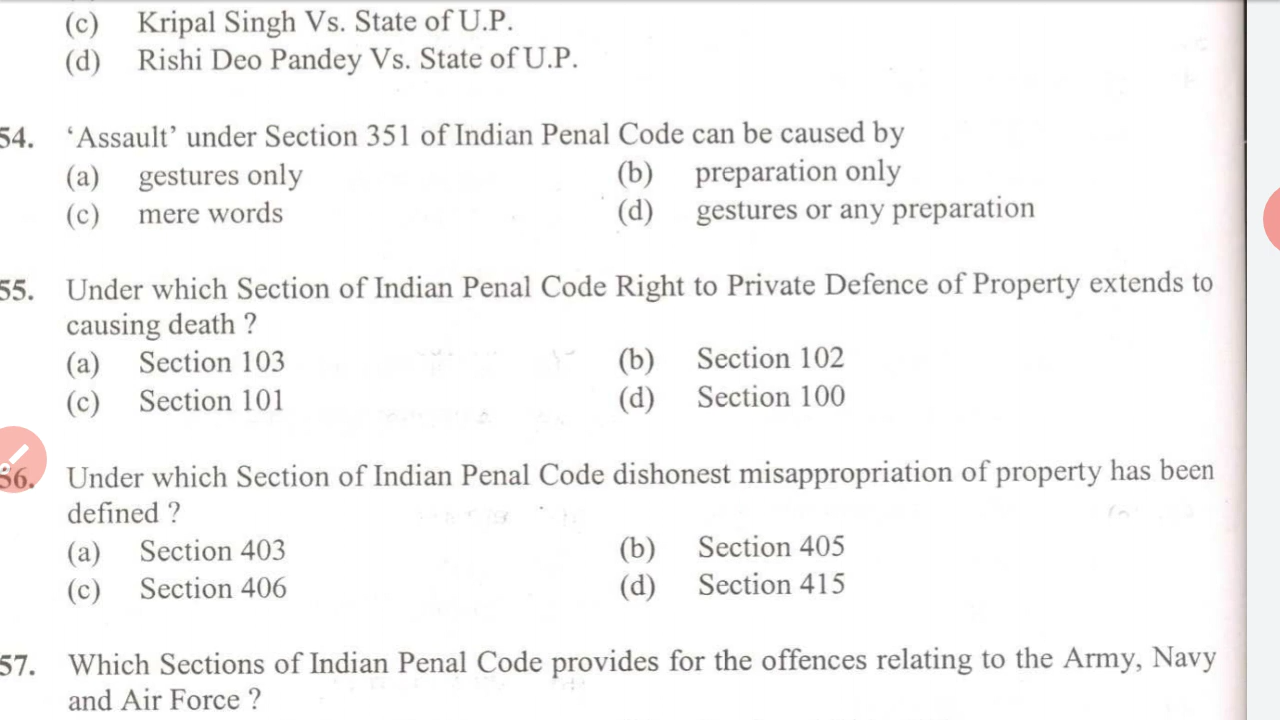 (c) Kripal Singh Vs. State of U.P.
(d) Rishi Deo Pandey Vs. State of U.P.
54. ‘Assault’ under Section 351 of Indian Penal Code can be caused by
(a) gestures only (b) preparation only
(c) mere words (d) gestures or any preparation
55. Under which Section of Indian Penal Code Right to Private Defence of Property extends to
causing death ?
(a) Section 103 (b) Section 102
(c) Section 101 (d) Section 100
56. Under which Section of Indian Penal Code dishonest misappropriation of property has been
defined ?
(a) Section 403 (b) Section 405
(c) Section 406 (d) Section 415
57. Which Sections of Indian Penal Code provides for the offences relating to the Army, Navy
and Air Force ?